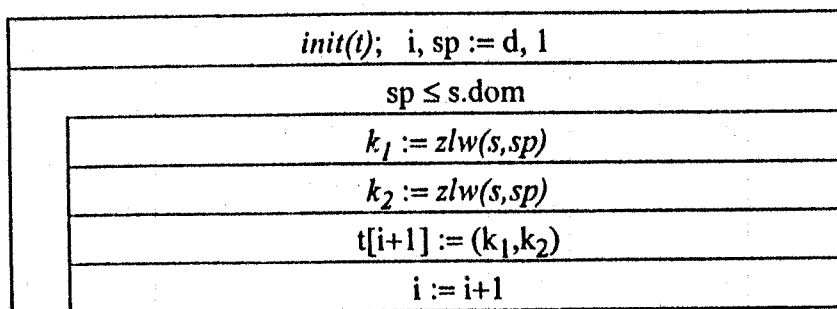 init(t); i, sp := d, 1
sp ≤ s.dom
k₁ := zlw(s,sp)
k₂ := zlw(s,sp)
t[i+1] := (k₁,k₂)
i := i+1